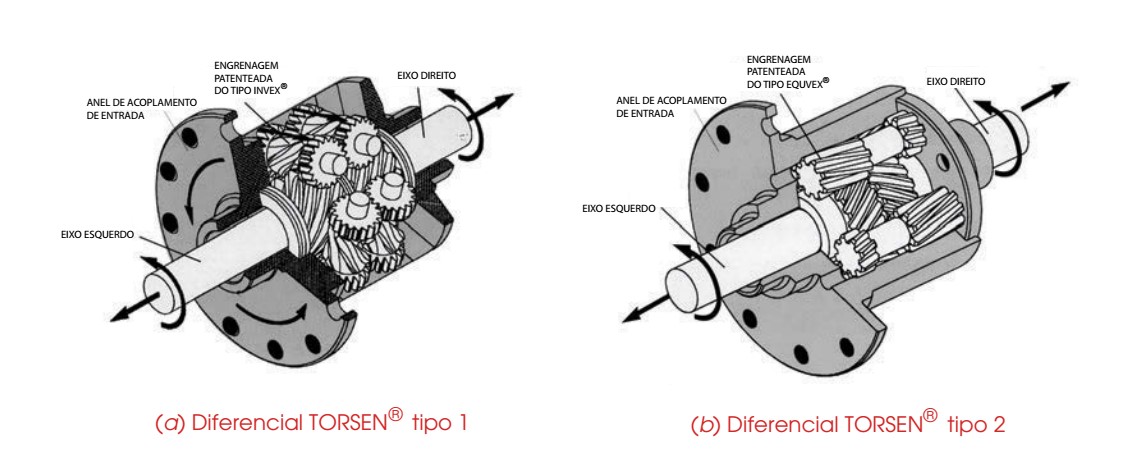 ENGRENAGEM
PATENTEADA
DO TIPO INVEX®
EIXO DIREITO
ANEL DE ACOPLAMENTO
DE ENTRADA
EIXO ESQUERDO
(a) Diferencial TORSEN® tipo 1
ENGRENAGEM
PATENTEADA
DO TIPO EQUVEX®
EIXO DIREITO
ANEL DE ACOPLAMENTO
DE ENTRADA
EIXO ESQUERDO
(b) Diferencial TORSEN® tipo 2